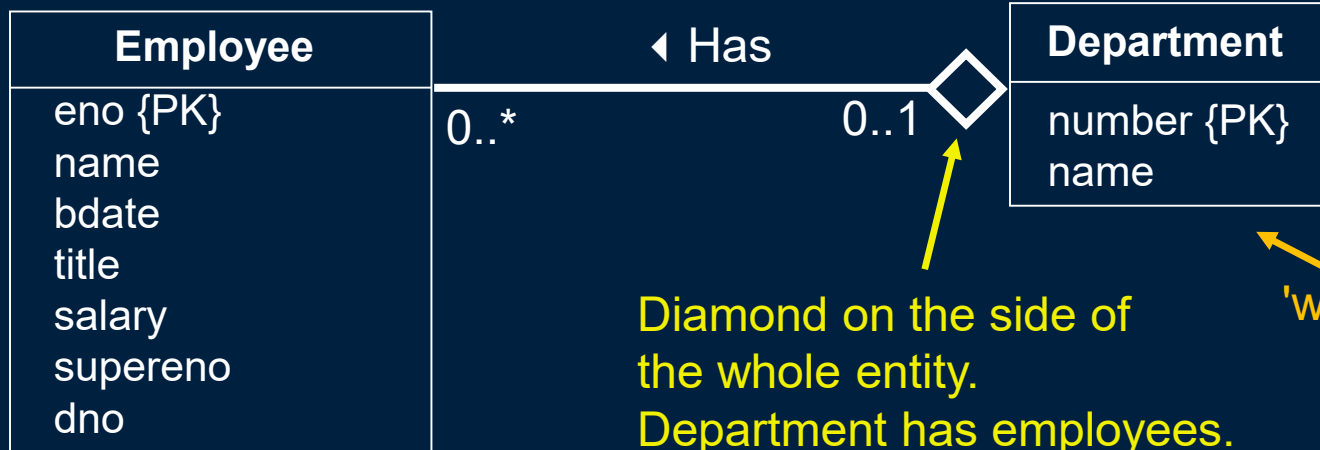 Employee
eno {PK}
name
bdate
title
salary
supereno
dno
◀ Has
0..*
0..1
Department
number {PK}
name
Diamond on the side of
the whole entity.
Department has employees.